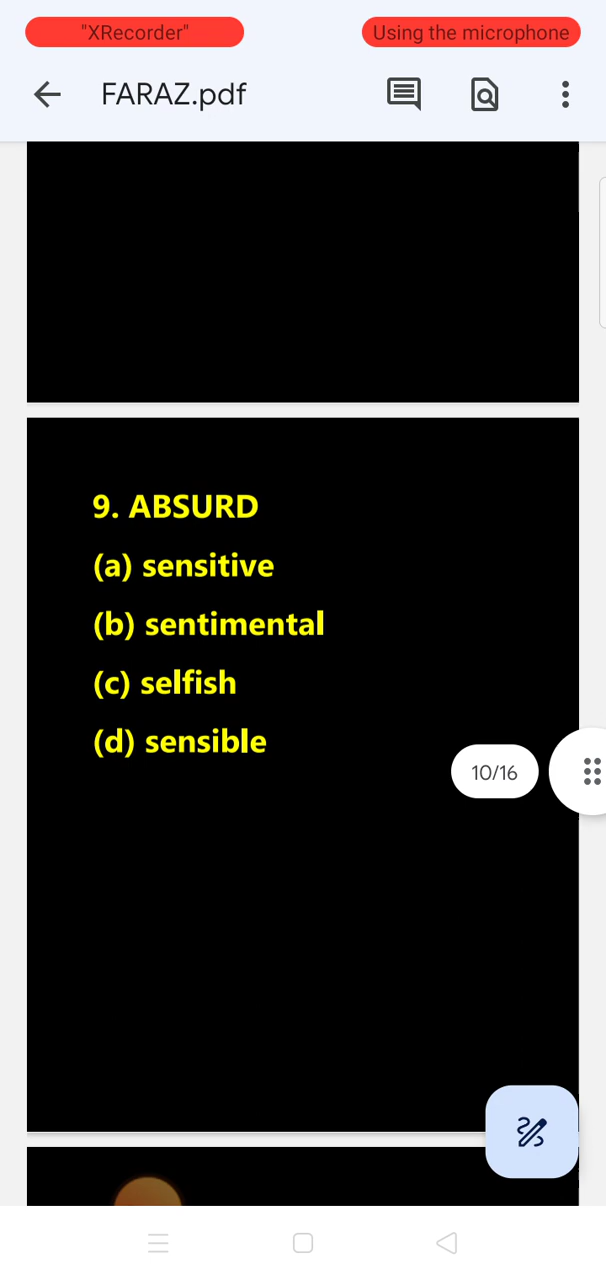 "XRecorder"
Using the microphone
FARAZ.pdf
9. ABSURD
(a) sensitive
(b) sentimental
(c) selfish
(d) sensible
10/16